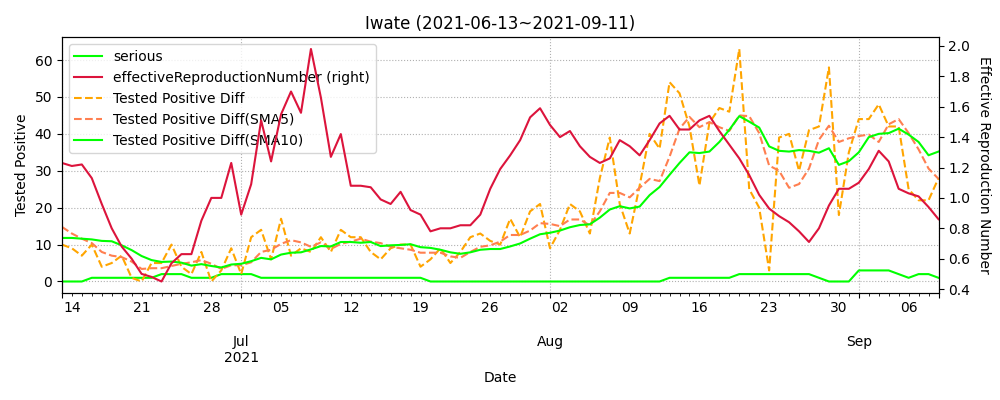 Iwate (2021-06-13~2021-09-11)
serious
effectiveReproductionNumber (right)
Tested Positive Diff
Tested Positive Diff(SMA5)
Tested Positive Diff(SMA10)
Tested Positive
60
50
40
30
20
10
0
2.0
1.8
1.6
1.4
1.2
1.0
0.8
0.6
0.4
Effective Reproduction Number
14 21 28 05 12 19 26 02 09 16 23 30 06
Jul Aug Sep
2021
Date